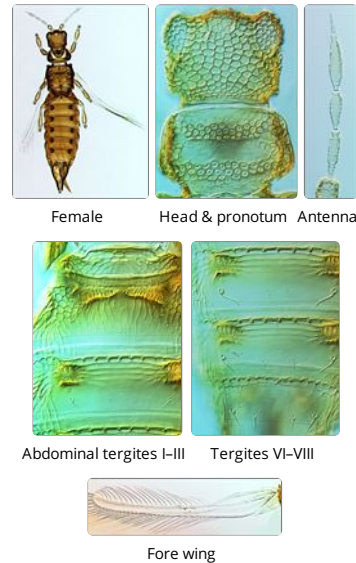 Female
Head & pronotum
Antenna
Abdominal tergites I–III
Tergites VI–VIII
Fore wing